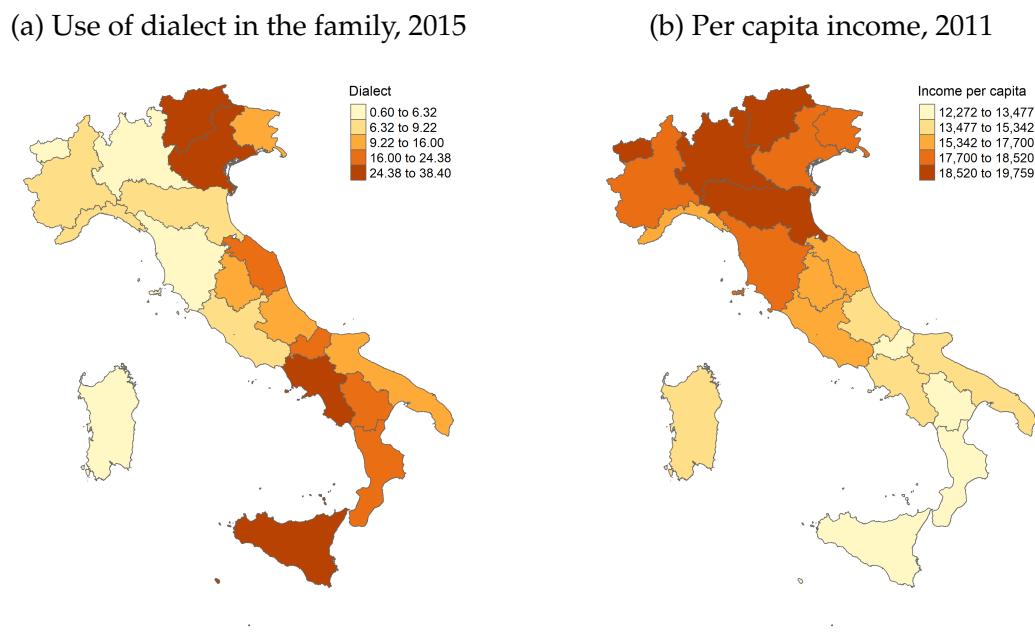 (a) Use of dialect in the family, 2015
(b) Per capita income, 2011
Dialect
0.60 to 6.32
6.32 to 9.22
9.22 to 16.00
16.00 to 24.38
24.38 to 38.40
Income per capita
12,272 to 13,477
13,477 to 15,342
15,342 to 17,700
17,700 to 18,520
18,520 to 19,759